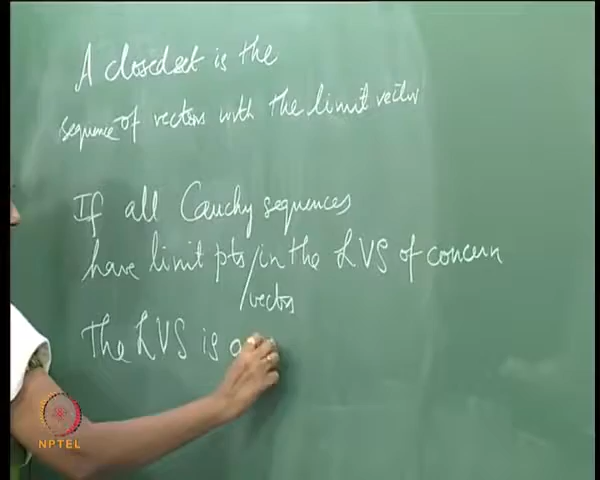 A closed set is the
sequence of vectors with the limit vector
If all Cauchy sequences
have limit pts/in the LVS of concern
/vectors
The LVS is
NPTEL